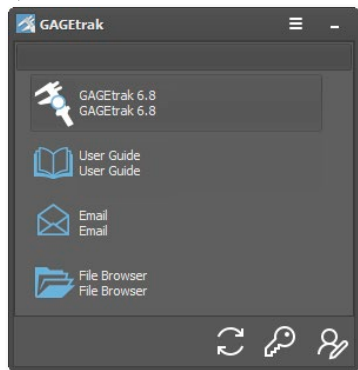 GAGEtrak
GAGEtrak 6.8
GAGEtrak 6.8
User Guide
User Guide
Email
Email
File Browser
File Browser